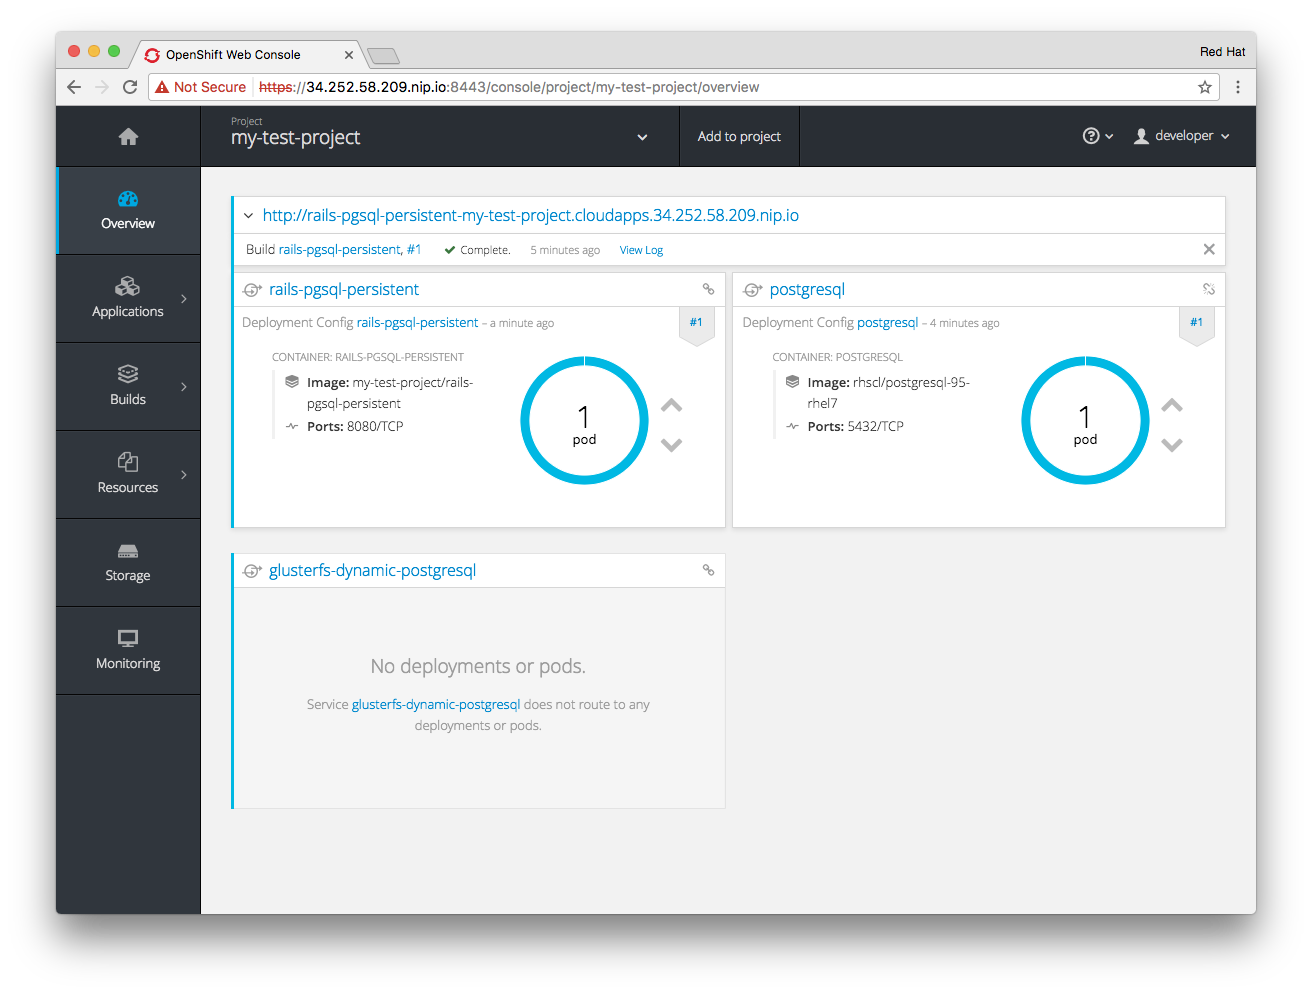 OpenShift Web Console
Red Hat
Not Secure https://34.252.58.209.nip.io:8443/console/project/my-test-project/overview
Project
my-test-project
Add to project
developer
Overview
Applications
Builds
Resources
Storage
Monitoring
http://rails-pgsql-persistent-my-test-project.cloudapps.34.252.58.209.nip.io
Build rails-pgsql-persistent, #1 Complete. 5 minutes ago View Log
rails-pgsql-persistent
Deployment Config rails-pgsql-persistent – a minute ago
#1
CONTAINER: RAILS-PGSQL-PERSISTENT
Image: my-test-project/rails-
pgsql-persistent
Ports: 8080/TCP
1
pod
postgresql
Deployment Config postgresql – 4 minutes ago
#1
CONTAINER: POSTGRESQL
Image: rhscl/postgresql-95-
rhel7
Ports: 5432/TCP
1
pod
glusterfs-dynamic-postgresql
No deployments or pods.
Service glusterfs-dynamic-postgresql does not route to any
deployments or pods.